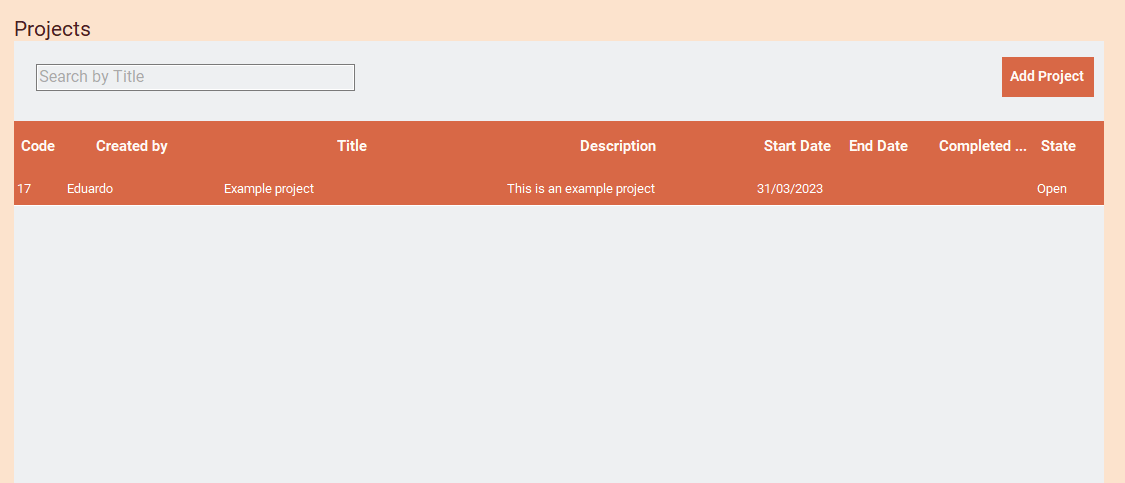 Projects
Search by Title
Add Project
Code Created by Title Description Start Date End Date Completed ... State
17 Eduardo Example project This is an example project 31/03/2023 Open